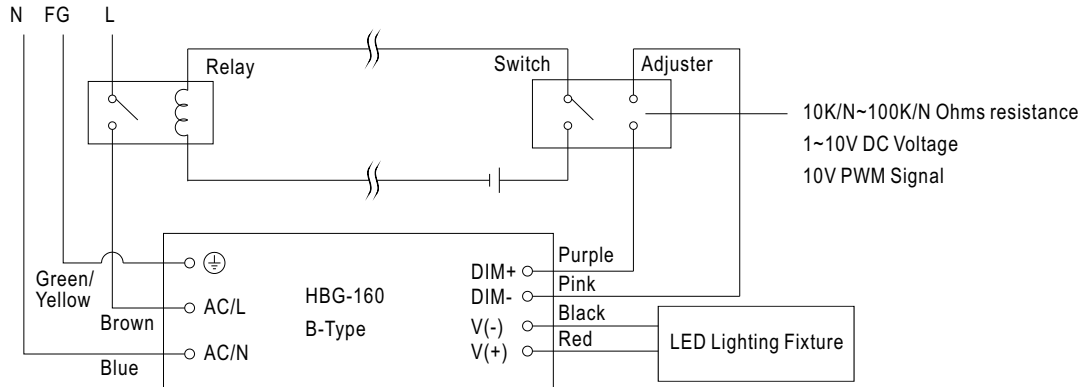 N FG L
Relay
Switch
Adjuster
10K/N~100K/N Ohms resistance
1~10V DC Voltage
10V PWM Signal
Green/
Yellow
Brown
Blue
AC/L
AC/N
HBG-160
B-Type
DIM+
DIM-
V(-)
V(+)
Purple
Pink
Black
Red
LED Lighting Fixture